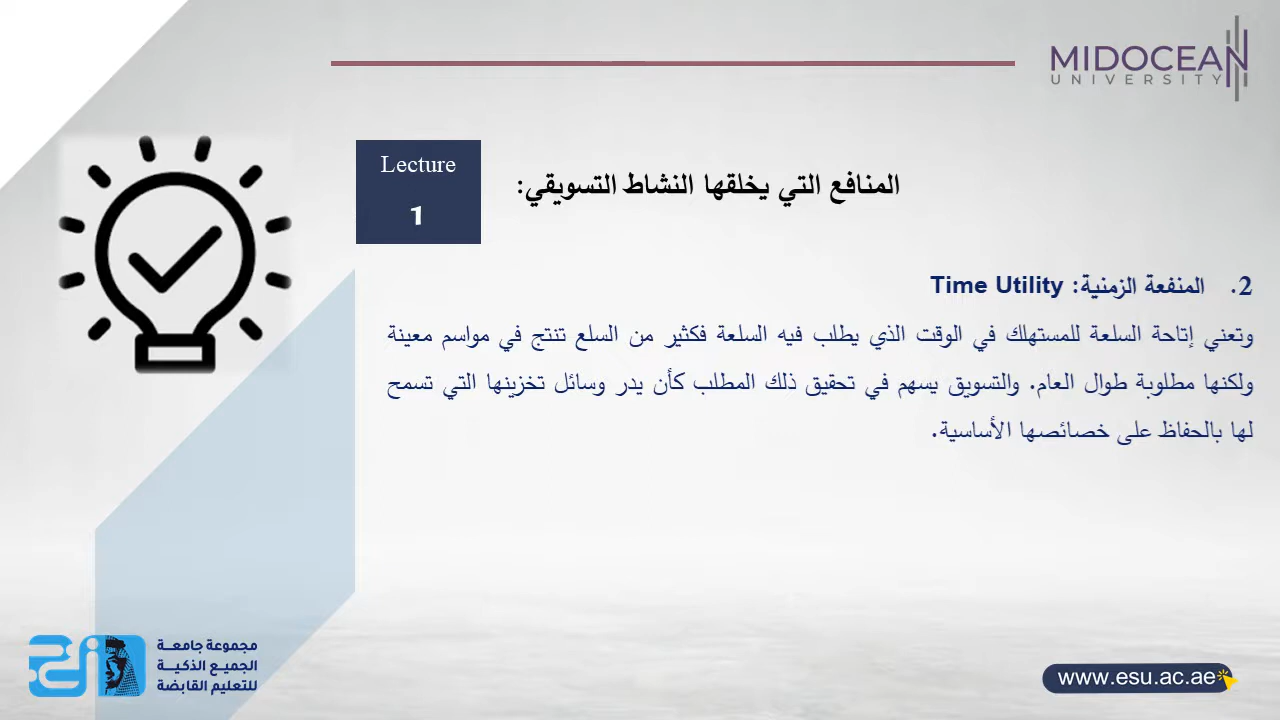 MIDOCEAN
UNIVERSITY
Lecture
1
المنافع التي يخلقها النشاط التسويقي:
2. المنفعة الزمنية: Time Utility
وتعني إتاحة السلعة للمستهلك في الوقت الذي يطلب فيه السلعة فكثير من السلع تنتج في مواسم معينة
ولكنها مطلوبة طوال العام. والتسويق يسهم في تحقيق ذلك المطلب كأن يدر وسائل تخزينها التي تسمح
لها بالحفاظ على خصائصها الأساسية.
مجموعة جامعة
الجميع الذكية
للتعليم القابضة
www.esu.ac.ae